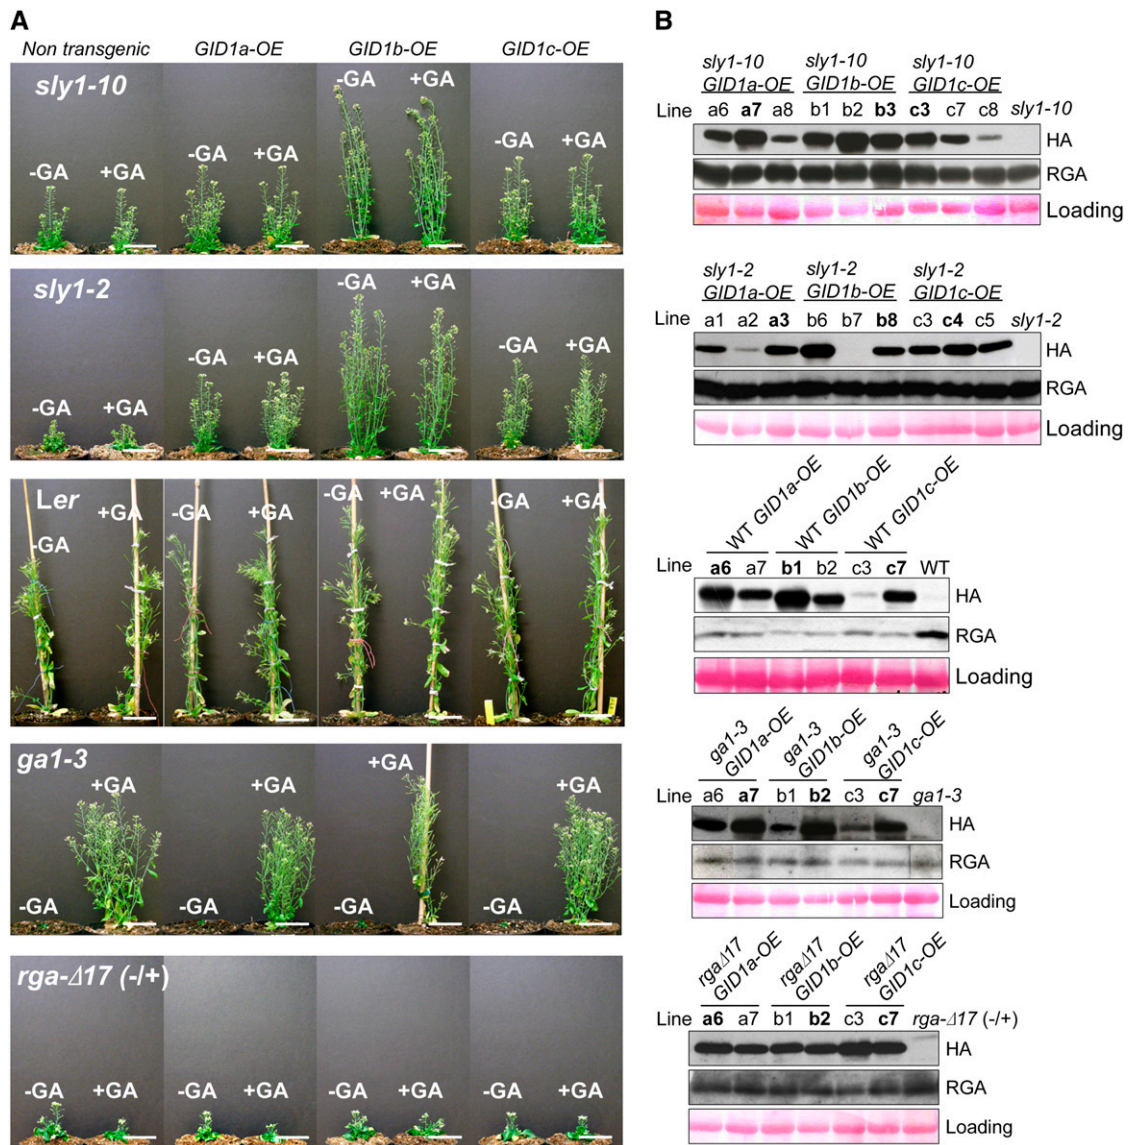 A
Non transgenic GID1a-OE GID1b-OE GID1c-OE
sly1-10
-GA +GA -GA +GA -GA +GA -GA +GA
sly1-2
-GA +GA -GA +GA -GA +GA -GA +GA
Ler
-GA +GA -GA +GA -GA +GA -GA +GA
ga1-3
-GA +GA -GA +GA -GA +GA -GA +GA
rga-Δ17 (-/+)
-GA +GA -GA +GA -GA +GA -GA +GA
B
sly1-10 sly1-10 sly1-10
GID1a-OE GID1b-OE GID1c-OE
Line a6 a7 a8 b1 b2 b3 c3 c7 c8 sly1-10
HA
RGA
Loading
sly1-2 sly1-2 sly1-2
GID1a-OE GID1b-OE GID1c-OE
Line a1 a2 a3 b6 b7 b8 c3 c4 c5 sly1-2
HA
RGA
Loading
WT GID1a-OE WT GID1b-OE WT GID1c-OE
Line a6 a7 b1 b2 c3 c7 WT
HA
RGA
Loading
ga1-3 GID1a-OE ga1-3 GID1b-OE ga1-3 GID1c-OE
Line a6 a7 b1 b2 c3 c7 ga1-3
HA
RGA
Loading
rgaΔ17 GID1a-OE rgaΔ17 GID1b-OE rgaΔ17 GID1c-OE
Line a6 a7 b1 b2 c3 c7 rga-Δ17 (-/+)
HA
RGA
Loading